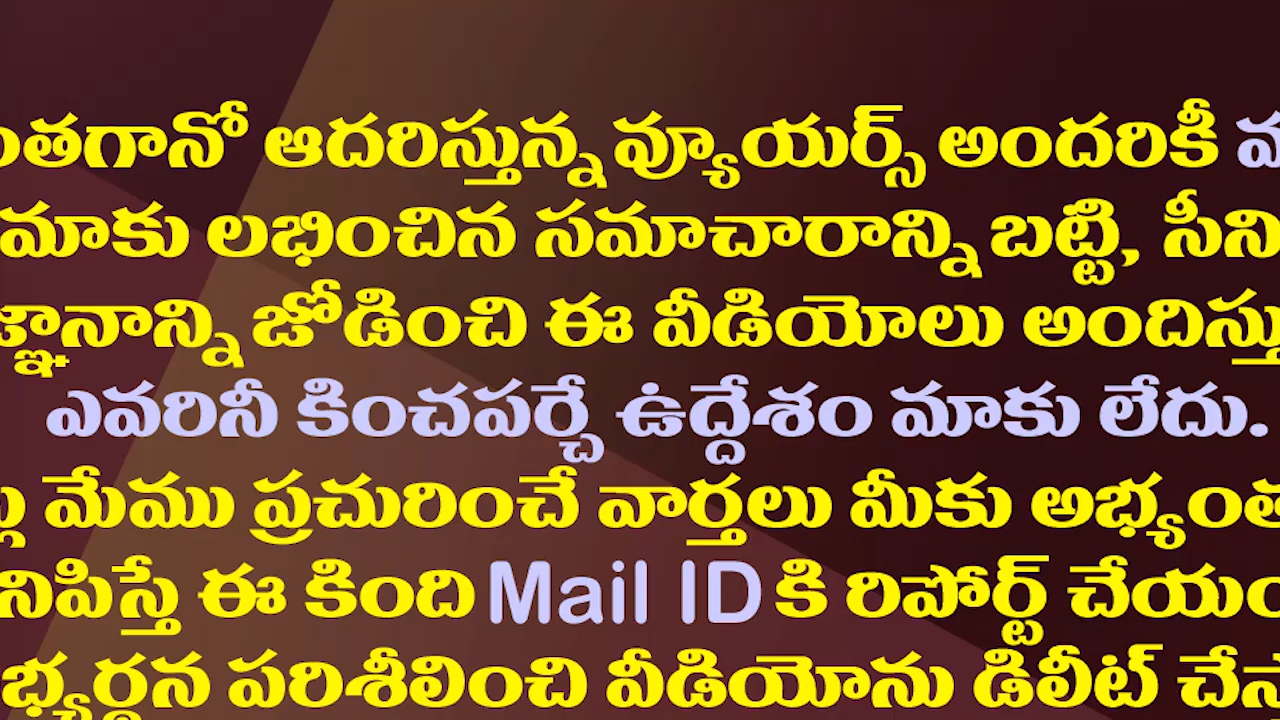 ంతగానో ఆదరిస్తున్న వ్యూయర్స్ అందరికీ
మాకు లభించిన సమాచారాన్ని బట్టి, సీని
జ్ఞానాన్ని జోడించి ఈ వీడియోలు అందిస్తు
ఎవరినీ కించపర్చే ఉద్దేశం మాకు లేదు.
మేము ప్రచురించే వార్తలు మీకు అభ్యంత
నిపిస్తే ఈ కింది Mail ID కి రిపోర్ట్ చేయం
భ్యర్థన పరిశీలించి వీడియోను డిలీట్ చేస